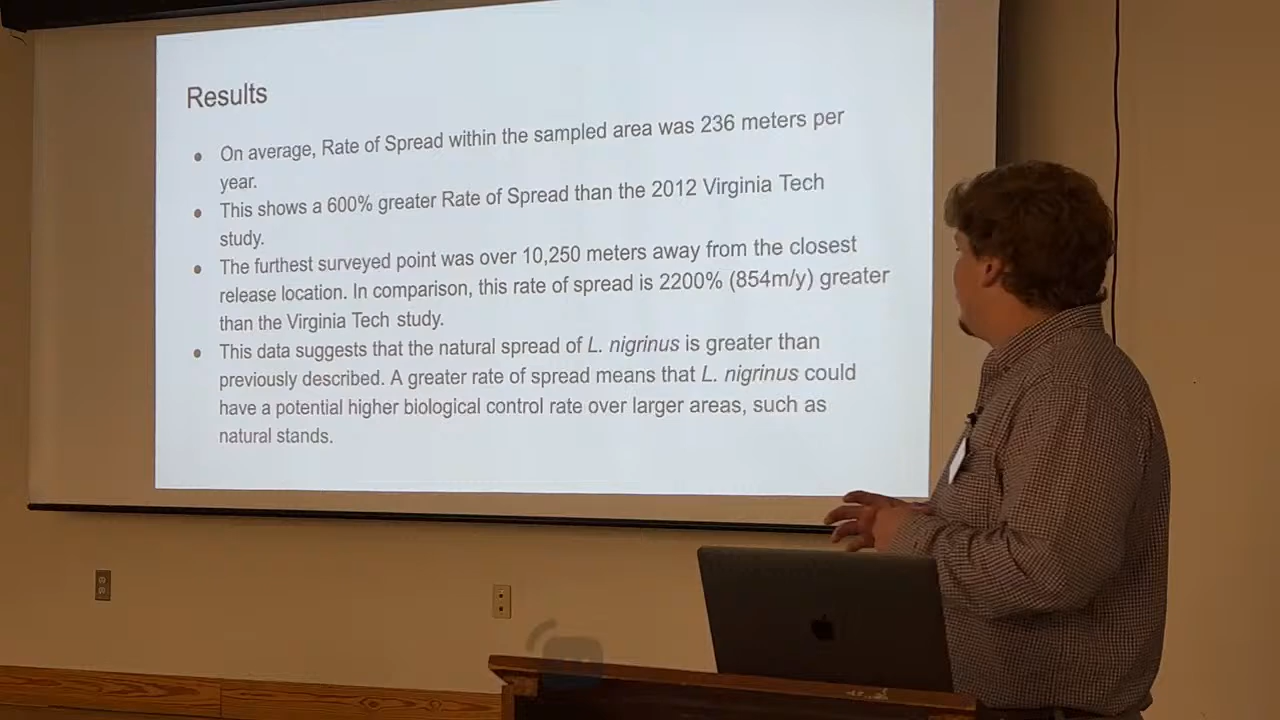 Results
• On average, Rate of Spread within the sampled area was 236 meters per
year.
• This shows a 600% greater Rate of Spread than the 2012 Virginia Tech
study.
• The furthest surveyed point was over 10,250 meters away from the closest
release location. In comparison, this rate of spread is 2200% (854m/y) greater
than the Virginia Tech study.
• This data suggests that the natural spread of L. nigrinus is greater than
previously described. A greater rate of spread means that L. nigrinus could
have a potential higher biological control rate over larger areas, such as
natural stands.